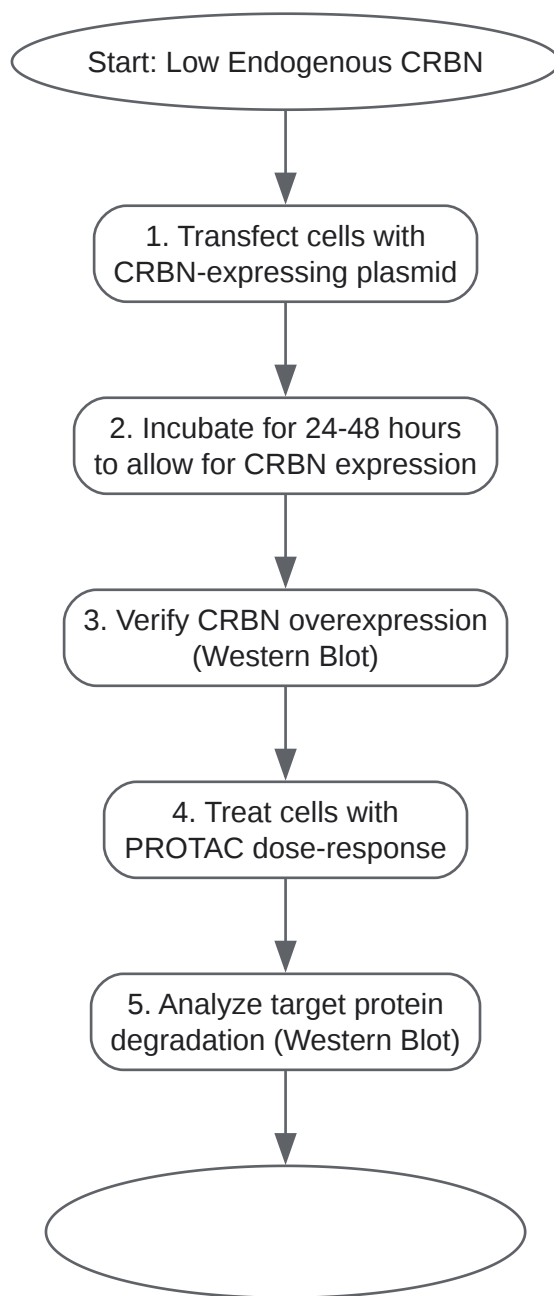 Start: Low Endogenous CRBN
1. Transfect cells with
CRBN-expressing plasmid
2. Incubate for 24-48 hours
to allow for CRBN expression
3. Verify CRBN overexpression
(Western Blot)
4. Treat cells with
PROTAC dose-response
5. Analyze target protein
degradation (Western Blot)